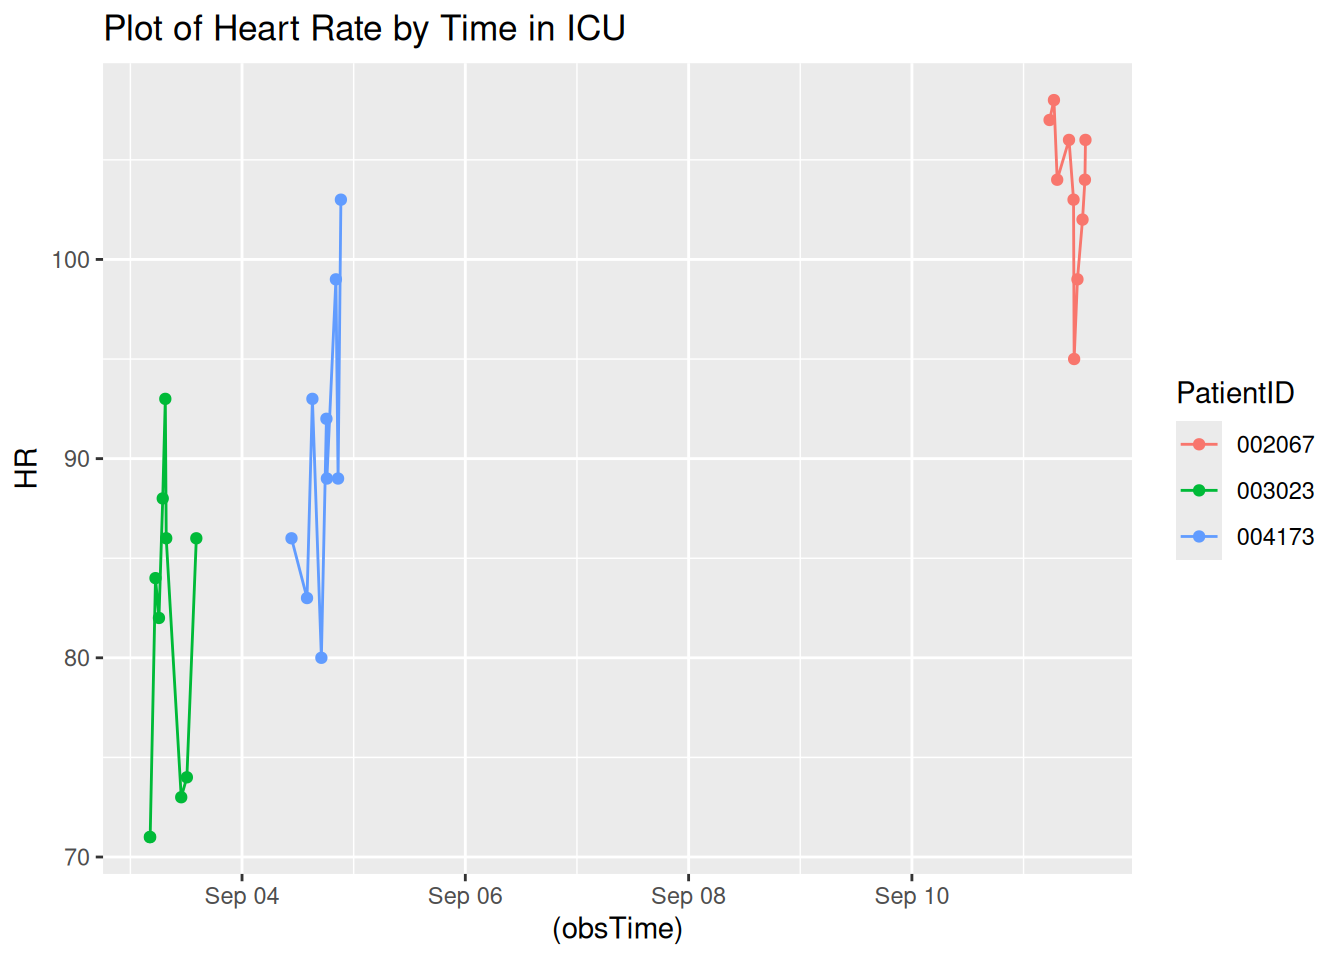 Plot of Heart Rate by Time in ICU
HR
100
90
80
70
Sep 04
Sep 06
Sep 08
Sep 10
(obsTime)
PatientID
002067
003023
004173